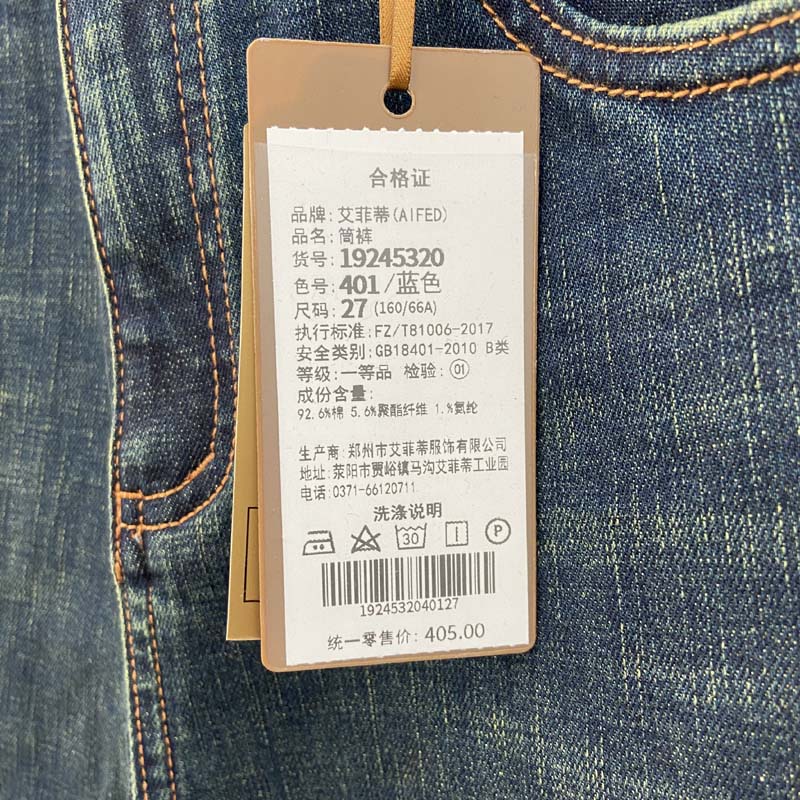 合格证
品牌: 艾菲蒂(AIFED)
品名: 筒裤
货号: 19245320
色号: 401/蓝色
尺码: 27 (160/66A)
执行标准: FZ/T81006-2017
安全类别: GB18401-2010 B类
等级: 一等品 检验: 01
成份含量:
92.6%棉 5.6%聚酯纤维 1.%氨纶
生产商: 郑州市艾菲蒂服饰有限公司
地址: 荥阳市贾峪镇马沟艾菲蒂工业园
电话: 0371-66120711
洗涤说明
30 P
1924532040127
统一零售价: 405.00